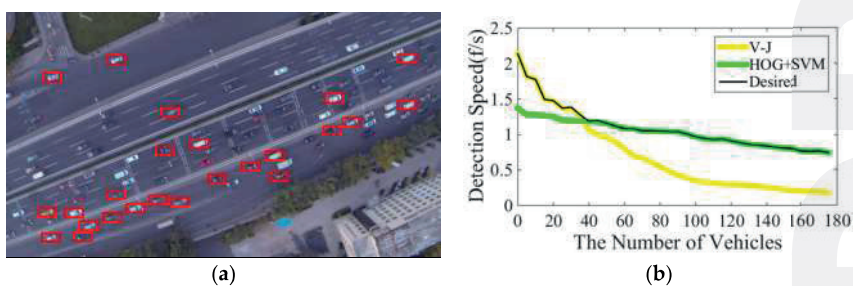 2.5
2
1.5
1
0.5
0
Detection Speed(f/s)
V-J
HOG+SVM
Desired
0 20 40 60 80 100 120 140 160 180
The Number of Vehicles
(a) (b)